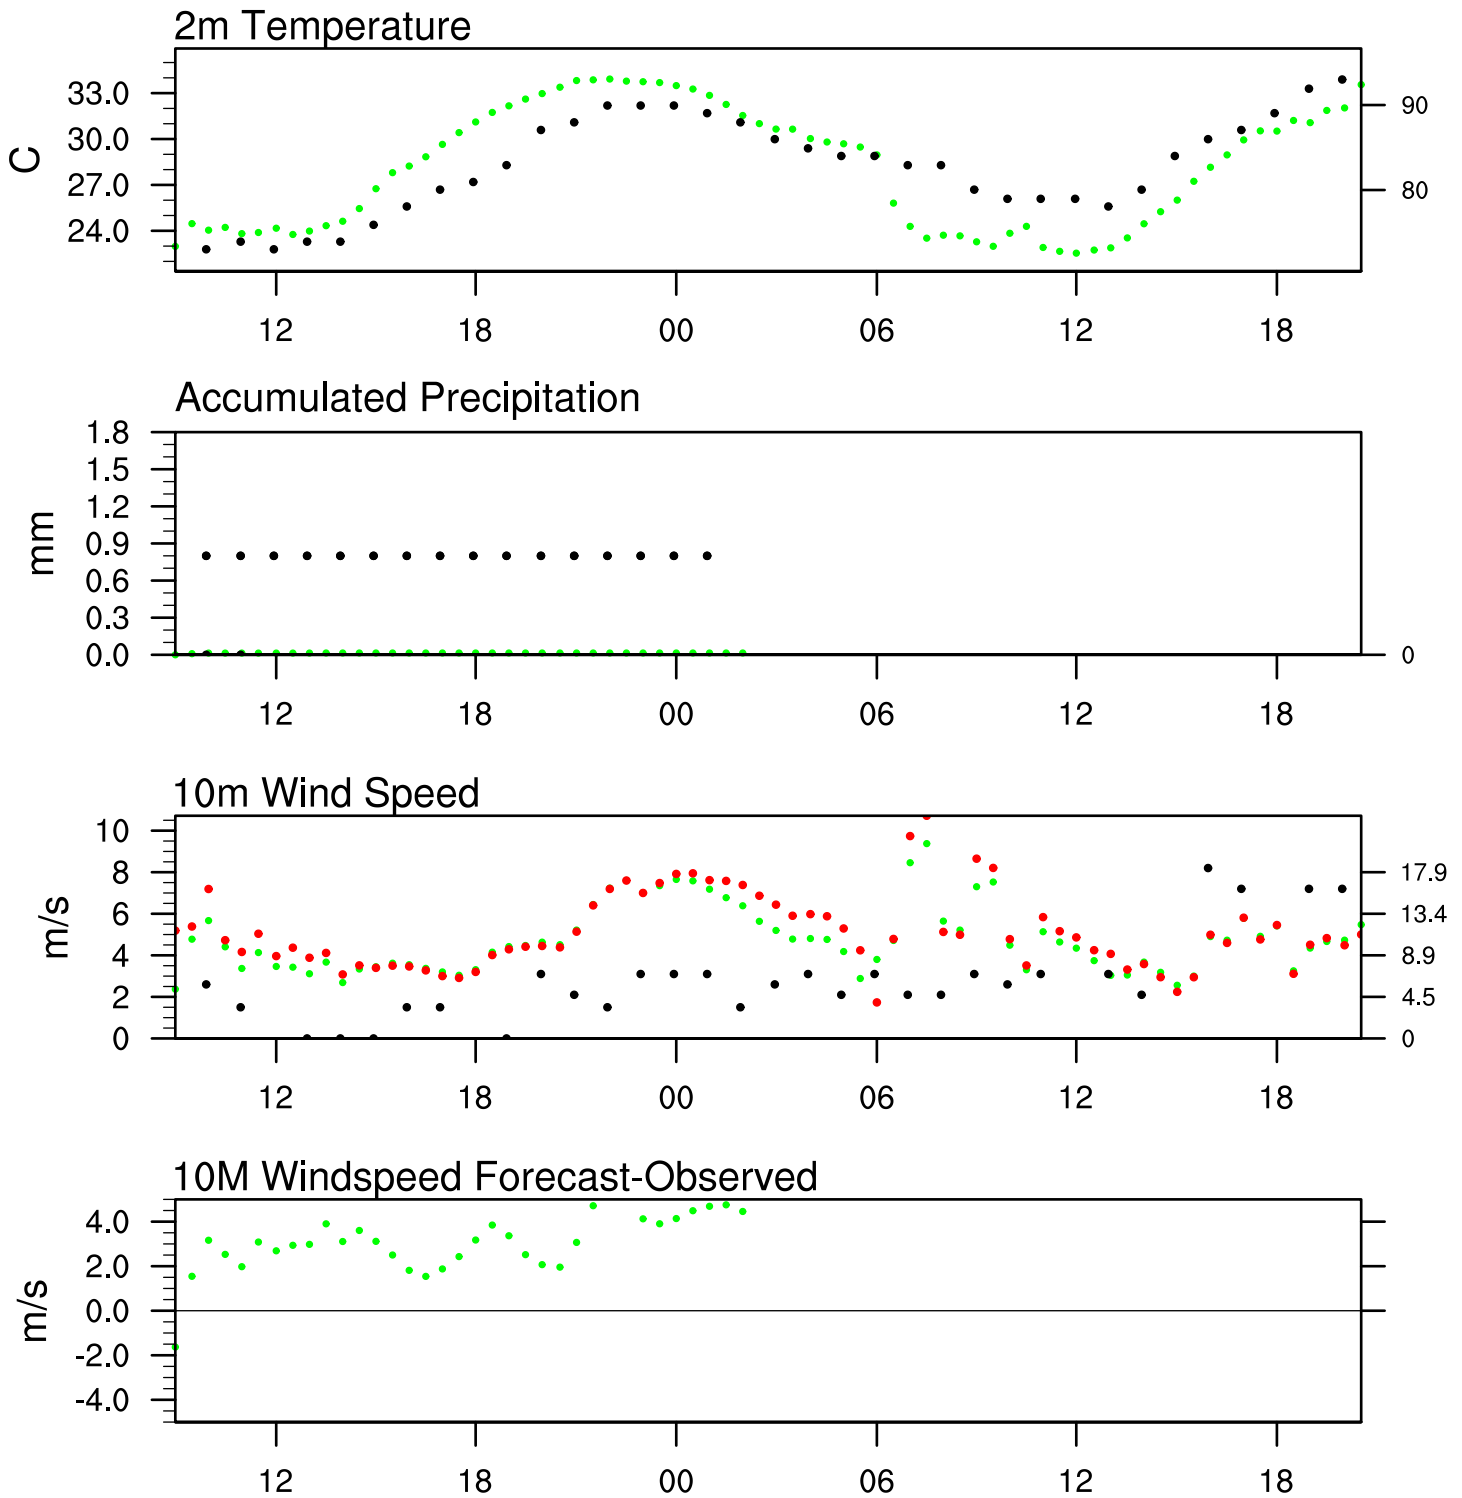 2m Temperature
33.0
30.0
27.0
24.0
C
90
80
12 18 00 06 12 18
Accumulated Precipitation
1.8
1.5
1.2
0.9
0.6
0.3
0.0
mm
0
12 18 00 06 12 18
10m Wind Speed
10
8
6
4
2
0
m/s
17.9
13.4
8.9
4.5
0
12 18 00 06 12 18
10M Windspeed Forecast-Observed
4.0
2.0
0.0
-2.0
-4.0
m/s
12 18 00 06 12 18